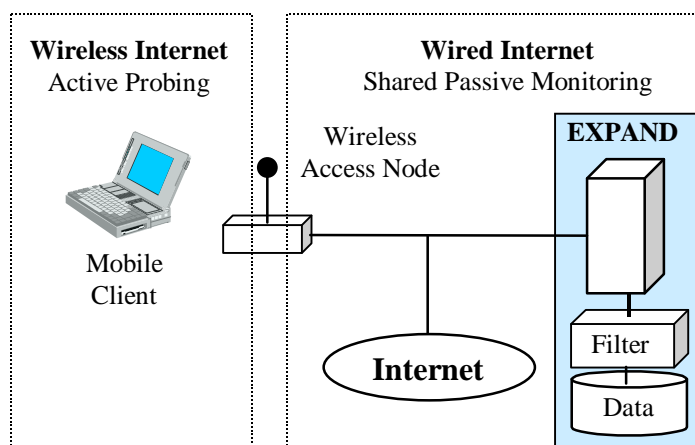 Wireless Internet
Active Probing
Wired Internet
Shared Passive Monitoring
EXPAND
Wireless
Access Node
Mobile
Client
Internet
Filter
Data